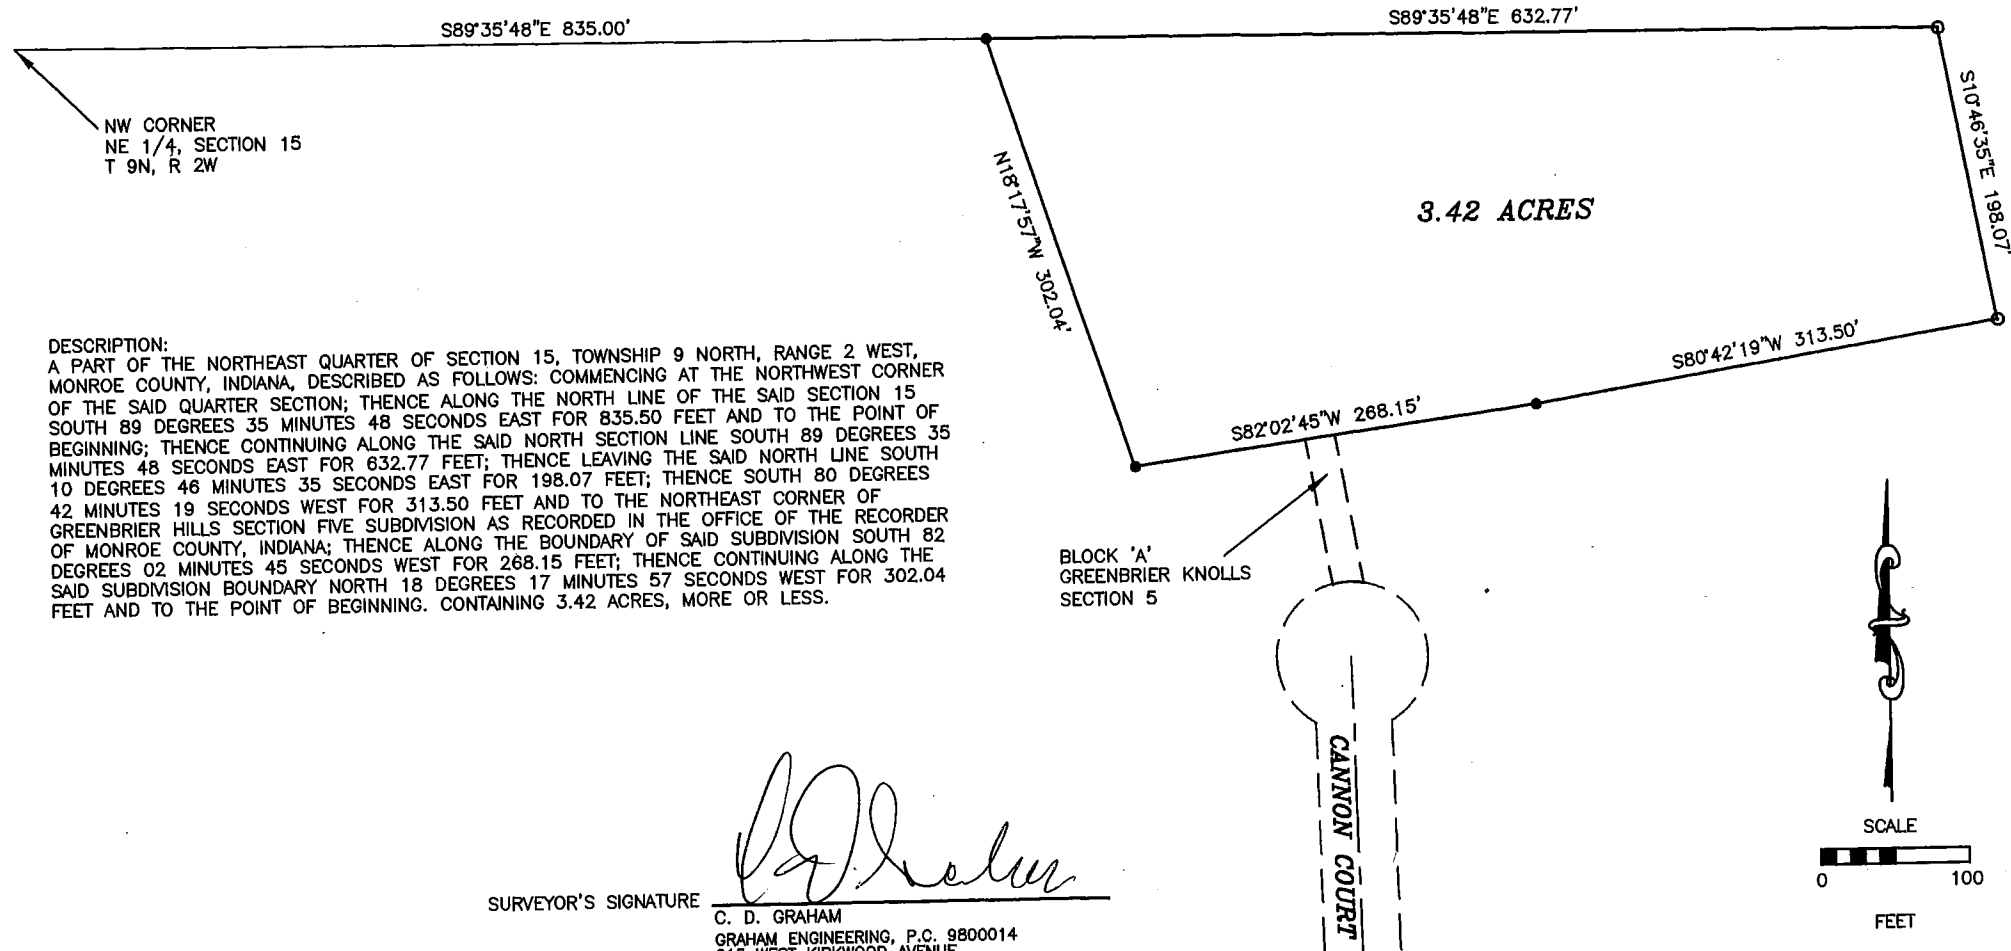 S89°35'48"E 835.00'
S89°35'48"E 632.77'
NW CORNER
NE 1/4, SECTION 15
T 9N, R 2W
N18°17'57"W 302.04'
3.42 ACRES
S10°46'35"E 198.07'
S80°42'19"W 313.50'
S82°02'45"W 268.15'
DESCRIPTION:
A PART OF THE NORTHEAST QUARTER OF SECTION 15, TOWNSHIP 9 NORTH, RANGE 2 WEST,
MONROE COUNTY, INDIANA, DESCRIBED AS FOLLOWS: COMMENCING AT THE NORTHWEST CORNER
OF THE SAID QUARTER SECTION; THENCE ALONG THE NORTH LINE OF THE SAID SECTION 15
SOUTH 89 DEGREES 35 MINUTES 48 SECONDS EAST FOR 835.50 FEET AND TO THE POINT OF
BEGINNING; THENCE CONTINUING ALONG THE SAID NORTH SECTION LINE SOUTH 89 DEGREES 35
MINUTES 48 SECONDS EAST FOR 632.77 FEET; THENCE LEAVING THE SAID NORTH LINE SOUTH
10 DEGREES 46 MINUTES 35 SECONDS EAST FOR 198.07 FEET; THENCE SOUTH 80 DEGREES
42 MINUTES 19 SECONDS WEST FOR 313.50 FEET AND TO THE NORTHEAST CORNER OF
GREENBRIER HILLS SECTION FIVE SUBDIVISION AS RECORDED IN THE OFFICE OF THE RECORDER
OF MONROE COUNTY, INDIANA; THENCE ALONG THE BOUNDARY OF SAID SUBDIVISION SOUTH 82
DEGREES 02 MINUTES 45 SECONDS WEST FOR 268.15 FEET; THENCE CONTINUING ALONG THE
SAID SUBDIVISION BOUNDARY NORTH 18 DEGREES 17 MINUTES 57 SECONDS WEST FOR 302.04
FEET AND TO THE POINT OF BEGINNING. CONTAINING 3.42 ACRES, MORE OR LESS.
BLOCK 'A'
GREENBRIER KNOLLS
SECTION 5
CANNON COURT
SCALE
0 100
FEET
SURVEYOR'S SIGNATURE
C. D. GRAHAM
GRAHAM ENGINEERING, P.C. 9800014
WEST KIRKWOOD AVENUE